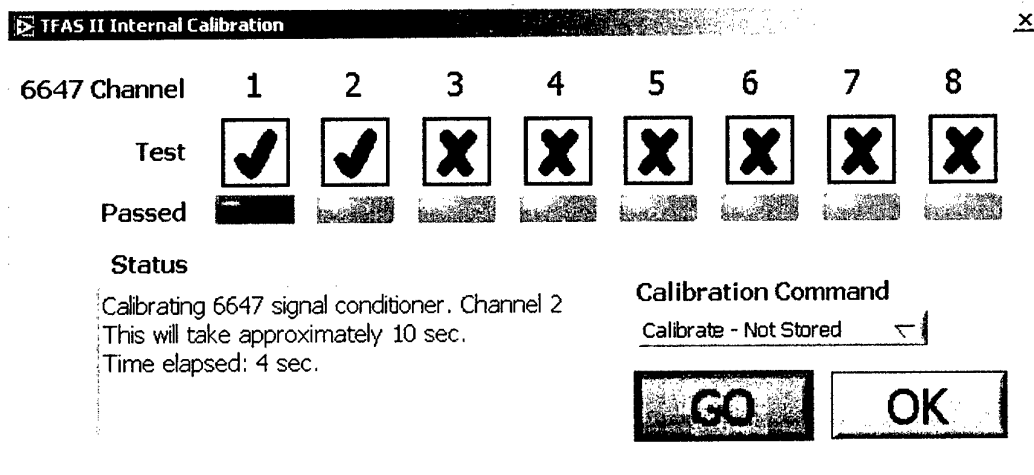 TFAS II Internal Calibration
6647 Channel 1 2 3 4 5 6 7 8
Test
Passed
Status
Calibrating 6647 signal conditioner. Channel 2
This will take approximately 10 sec.
Time elapsed: 4 sec.
Calibration Command
Calibrate - Not Stored
GO OK